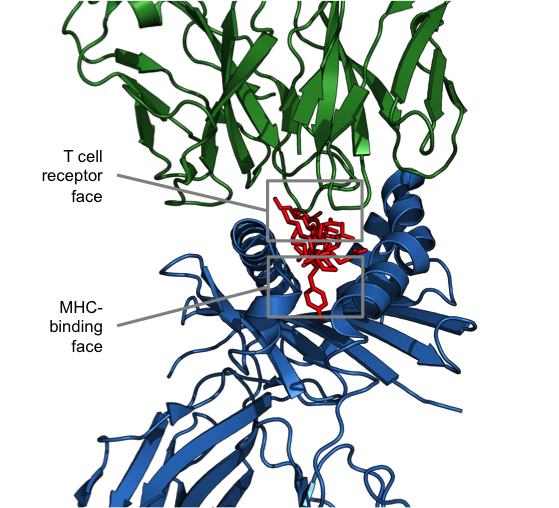 T cell
receptor
face
MHC-
binding
face